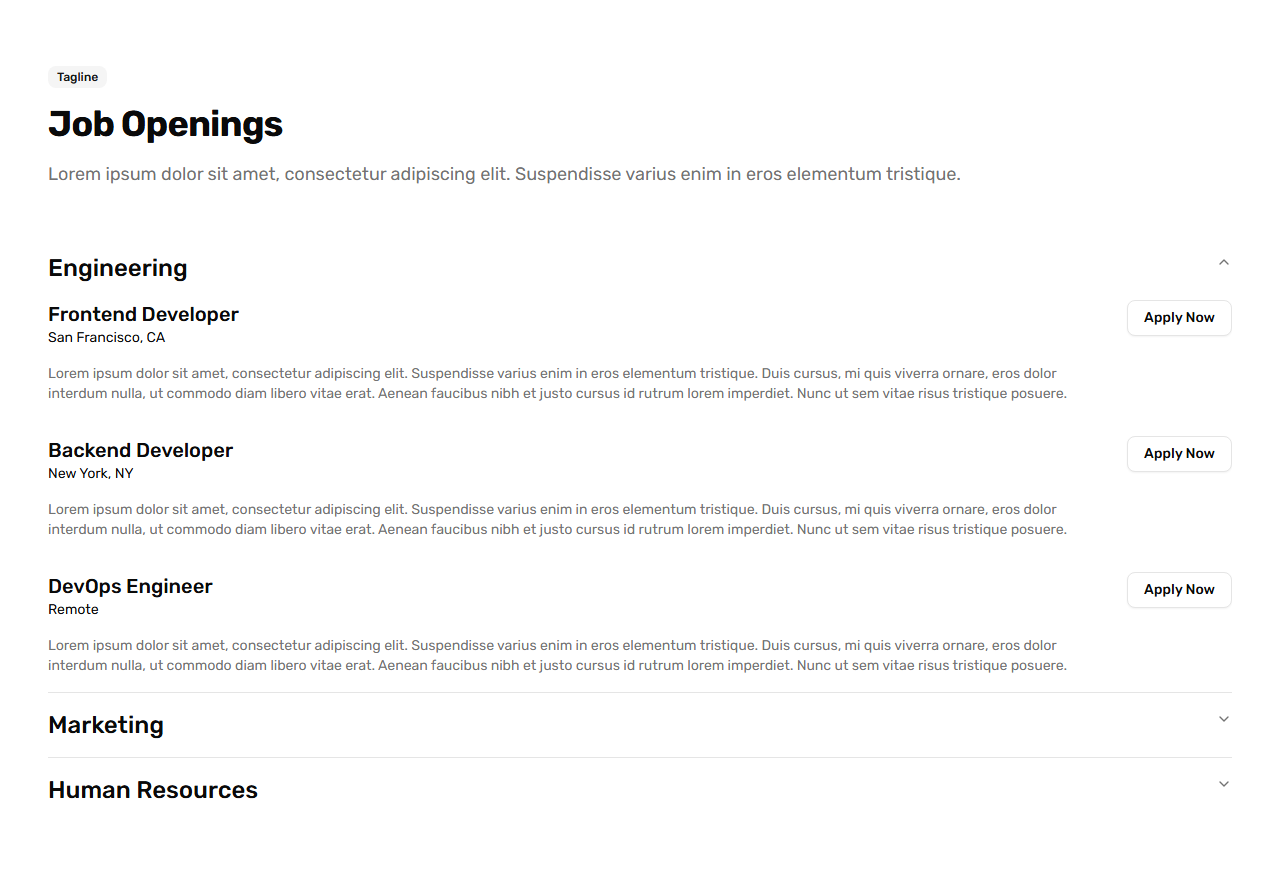 Tagline
Job Openings
Lorem ipsum dolor sit amet, consectetur adipiscing elit. Suspendisse varius enim in eros elementum tristique.
Engineering
Frontend Developer
Apply Now
San Francisco, CA
Lorem ipsum dolor sit amet, consectetur adipiscing elit. Suspendisse varius enim in eros elementum tristique. Duis cursus, mi quis viverra ornare, eros dolor
interdum nulla, ut commodo diam libero vitae erat. Aenean faucibus nibh et justo cursus id rutrum lorem imperdiet. Nunc ut sem vitae risus tristique posuere.
Backend Developer
Apply Now
New York, NY
Lorem ipsum dolor sit amet, consectetur adipiscing elit. Suspendisse varius enim in eros elementum tristique. Duis cursus, mi quis viverra ornare, eros dolor
interdum nulla, ut commodo diam libero vitae erat. Aenean faucibus nibh et justo cursus id rutrum lorem imperdiet. Nunc ut sem vitae risus tristique posuere.
DevOps Engineer
Apply Now
Remote
Lorem ipsum dolor sit amet, consectetur adipiscing elit. Suspendisse varius enim in eros elementum tristique. Duis cursus, mi quis viverra ornare, eros dolor
interdum nulla, ut commodo diam libero vitae erat. Aenean faucibus nibh et justo cursus id rutrum lorem imperdiet. Nunc ut sem vitae risus tristique posuere.
Marketing
Human Resources